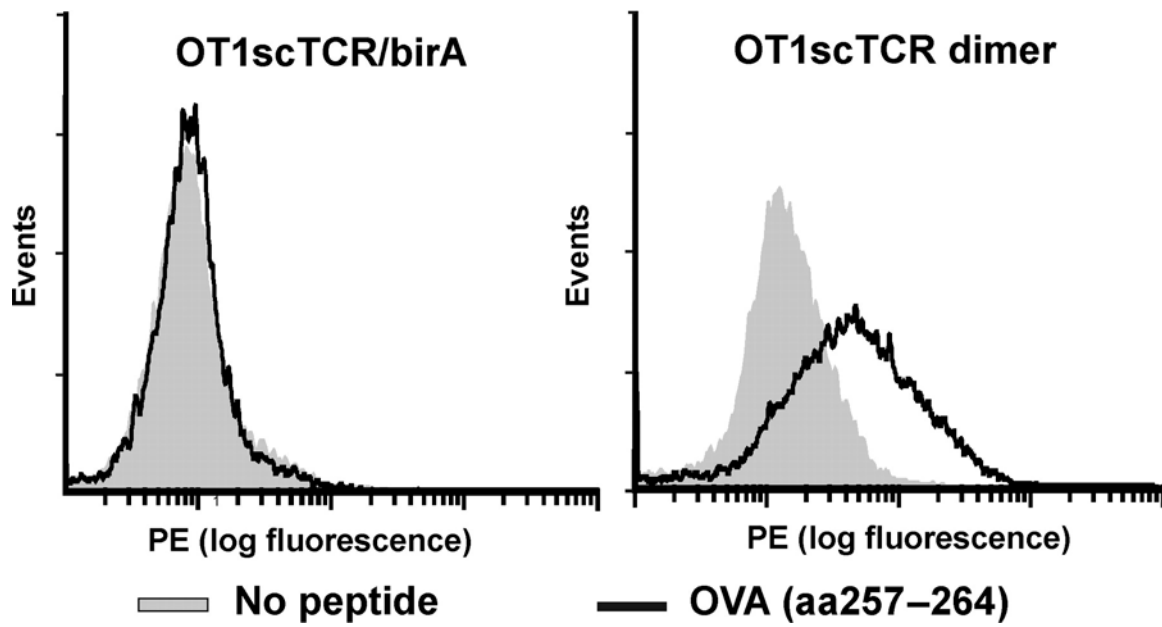 OT1scTCR/birA
Events
PE (log fluorescence)
OT1scTCR dimer
Events
PE (log fluorescence)
No peptide
OVA (aa257–264)